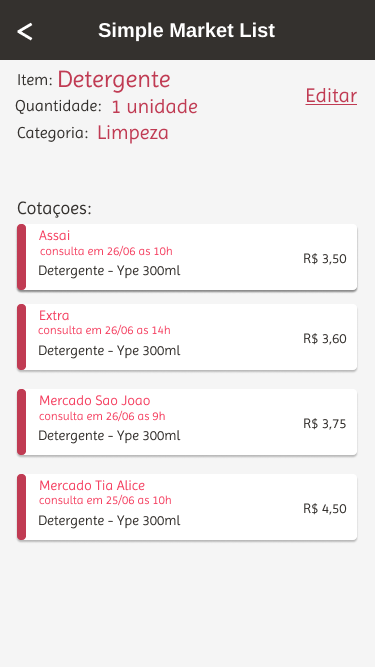 < Simple Market List
Item: Detergente
Editar
Quantidade: 1 unidade
Categoria: Limpeza
Cotaçoes:
Assai
consulta em 26/06 as 10h
R$ 3,50
Detergente - Ype 300ml
Extra
consulta em 26/06 as 14h
R$ 3,60
Detergente - Ype 300ml
Mercado Sao Joao
consulta em 26/06 as 9h
R$ 3,75
Detergente - Ype 300ml
Mercado Tia Alice
consulta em 25/06 as 10h
R$ 4,50
Detergente - Ype 300ml